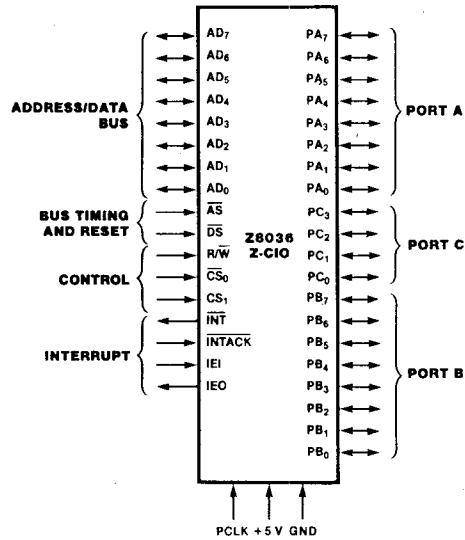 ADDRESS/DATA
BUS
BUS TIMING
AND RESET
CONTROL
INTERRUPT
AD7
AD6
AD5
AD4
AD3
AD2
AD1
AD0
AS
DS
R/W
CS0
CS1
INT
INTACK
IEI
IEO
Z8036
Z-CIO
PA7
PA6
PA5
PA4
PA3
PA2
PA1
PA0
PC3
PC2
PC1
PC0
PB7
PB6
PB5
PB4
PB3
PB2
PB1
PB0
PORT A
PORT C
PORT B
PCLK +5 V GND